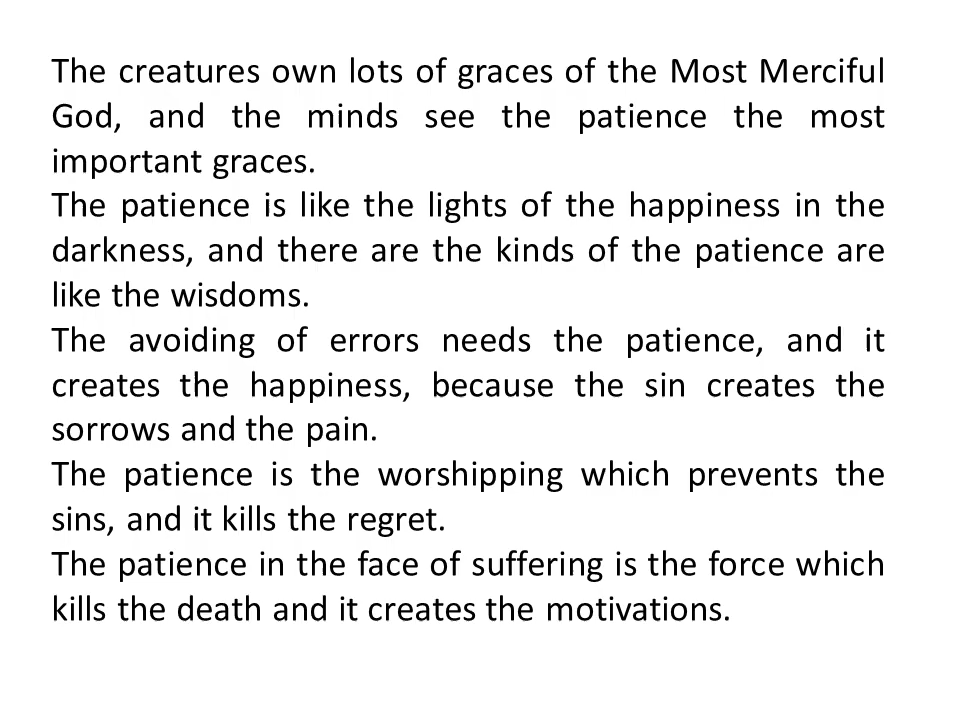 The creatures own lots of graces of the Most Merciful
God, and the minds see the patience the most
important graces.
The patience is like the lights of the happiness in the
darkness, and there are the kinds of the patience are
like the wisdoms.
The avoiding of errors needs the patience, and it
creates the happiness, because the sin creates the
sorrows and the pain.
The patience is the worshipping which prevents the
sins, and it kills the regret.
The patience in the face of suffering is the force which
kills the death and it creates the motivations.